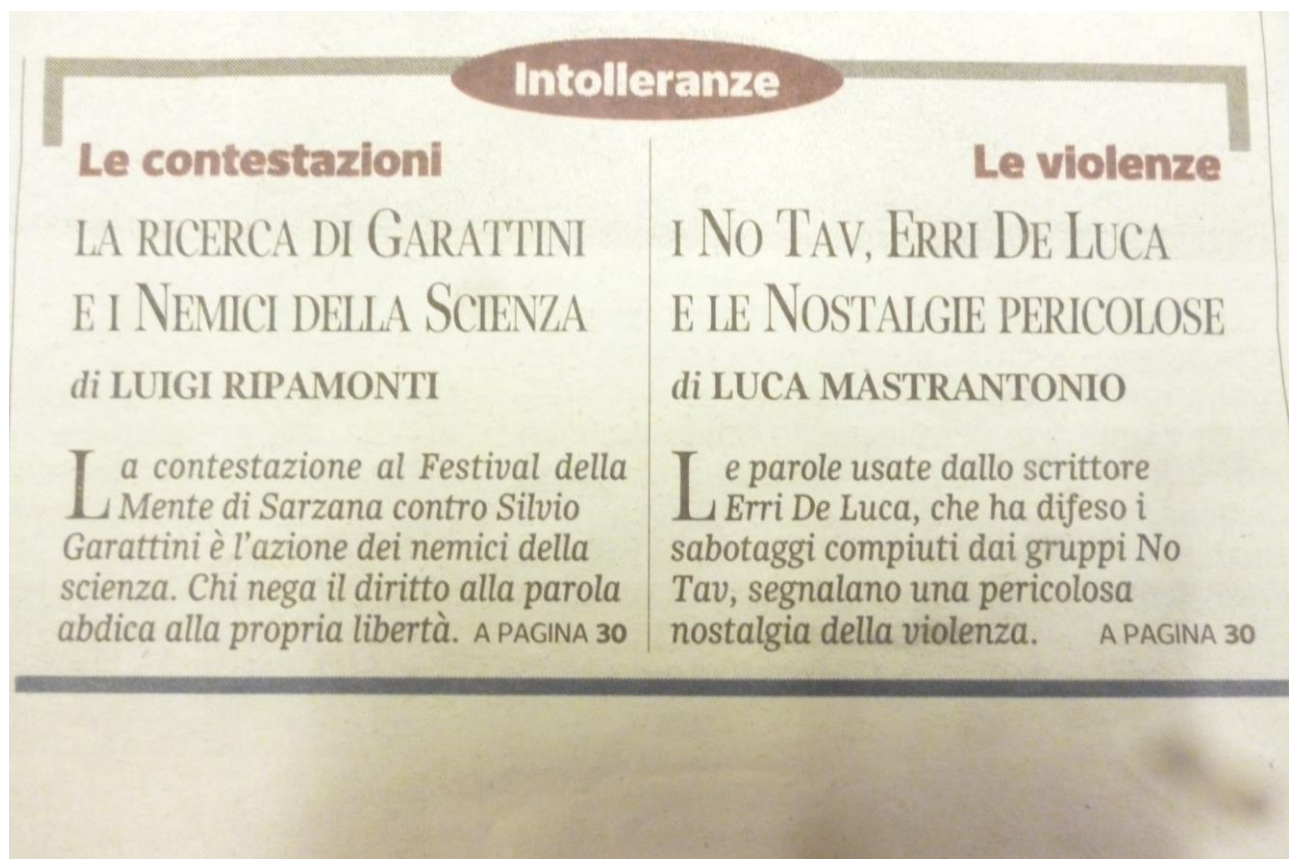 Intolleranze
Le contestazioni
LA RICERCA DI GARATTINI
E I NEMICI DELLA SCIENZA
di LUIGI RIPAMONTI
La contestazione al Festival della
Mente di Sarzana contro Silvio
Garattini è l'azione dei nemici della
scienza. Chi nega il diritto alla parola
abdica alla propria libertà. A PAGINA 30
Le violenze
I NO TAV, ERRI DE LUCA
E LE NOSTALGIE PERICOLOSE
di LUCA MASTRANTONIO
Le parole usate dallo scrittore
Erri De Luca, che ha difeso i
sabotaggi compiuti dai gruppi No
Tav, segnalano una pericolosa
nostalgia della violenza. A PAGINA 30